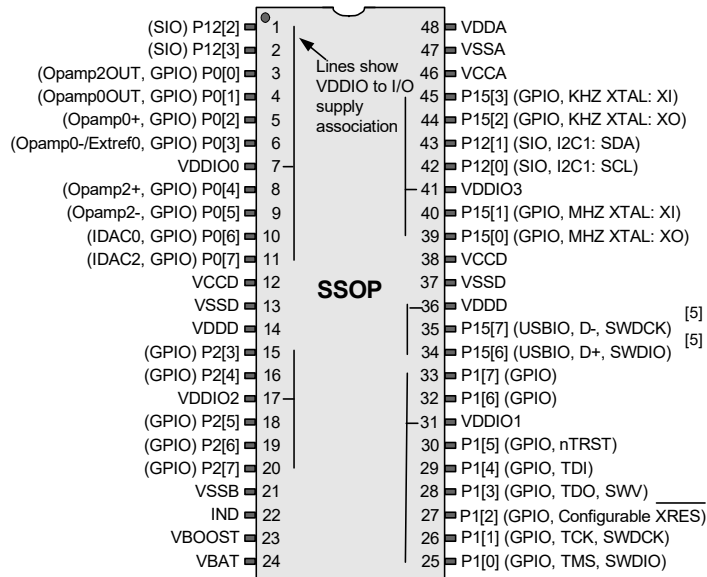 (SIO) P12[2] 1 48 VDDA
(SIO) P12[3] 2 47 VSSA
(Opamp2OUT, GPIO) P0[0] 3 46 VCCA
(Opamp0OUT, GPIO) P0[1] 4 45 P15[3] (GPIO, KHZ XTAL: XI)
(Opamp0+, GPIO) P0[2] 5 44 P15[2] (GPIO, KHZ XTAL: XO)
(Opamp0-/Extref0, GPIO) P0[3] 6 43 P12[1] (SIO, I2C1: SDA)
VDDIO0 7 42 P12[0] (SIO, I2C1: SCL)
(Opamp2+, GPIO) P0[4] 8 41 VDDIO3
(Opamp2-, GPIO) P0[5] 9 40 P15[1] (GPIO, MHZ XTAL: XI)
(IDAC0, GPIO) P0[6] 10 39 P15[0] (GPIO, MHZ XTAL: XO)
(IDAC2, GPIO) P0[7] 11 38 VCCD
VCCD 12 37 VSSD
VSSD 13 36 VDDD
VDDD 14 35 P15[7] (USBIO, D-, SWDCK) [5]
(GPIO) P2[3] 15 34 P15[6] (USBIO, D+, SWDIO) [5]
(GPIO) P2[4] 16 33 P1[7] (GPIO)
VDDIO2 17 32 P1[6] (GPIO)
(GPIO) P2[5] 18 31 VDDIO1
(GPIO) P2[6] 19 30 P1[5] (GPIO, nTRST)
(GPIO) P2[7] 20 29 P1[4] (GPIO, TDI)
VSSB 21 28 P1[3] (GPIO, TDO, SWV)
IND 22 27 P1[2] (GPIO, Configurable XRES)
VBOOST 23 26 P1[1] (GPIO, TCK, SWDCK)
VBAT 24 25 P1[0] (GPIO, TMS, SWDIO)
Lines show
VDDIO to I/O
supply
association
SSOP